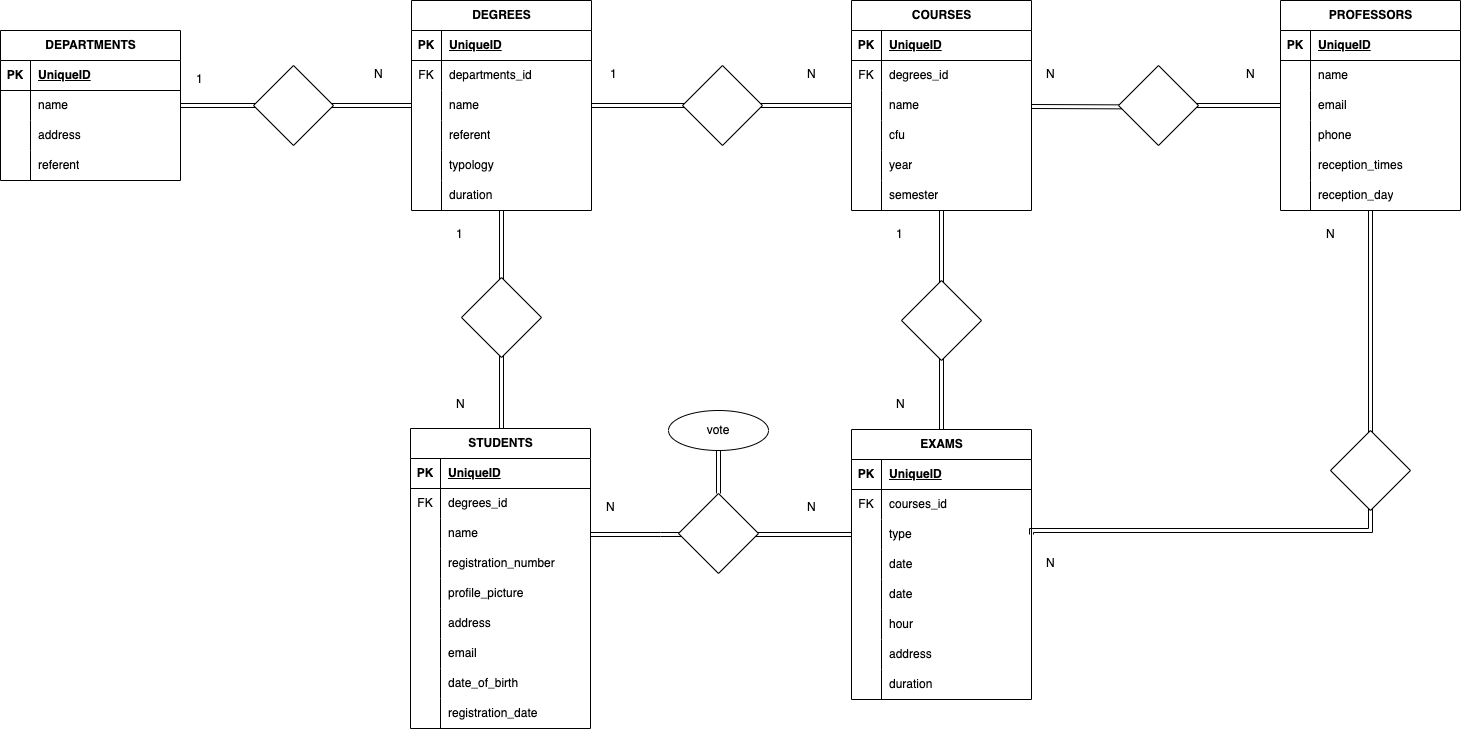 DEPARTMENTS
PK UniqueID
name
address
referent
1
N
DEGREES
PK UniqueID
FK departments_id
name
referent
typology
duration
1
N
COURSES
PK UniqueID
FK degrees_id
name
cfu
year
semester
N
N
PROFESSORS
PK UniqueID
name
email
phone
reception_times
reception_day
1
N
1
N
N
N
STUDENTS
PK UniqueID
FK degrees_id
name
registration_number
profile_picture
address
email
date_of_birth
registration_date
N
vote
N
EXAMS
PK UniqueID
FK courses_id
type
date
date
hour
address
duration